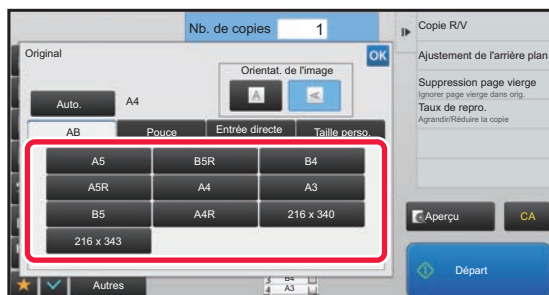 Nb. de copies 1
Original
OK
Orientat. de l'image
A A
Auto. A4
AB Pouce Entrée directe Taille perso.
A5 B5R B4
A5R A4 A3
B5 A4R 216 x 340
216 x 343
Autres
3 B4
4 A3
Copie R/V
Ajustement de l'arrière plan
Suppression page vierge
Ignorer page vierge dans orig.
Taux de repro.
Agrandir/Réduire la copie
Aperçu
CA
Départ